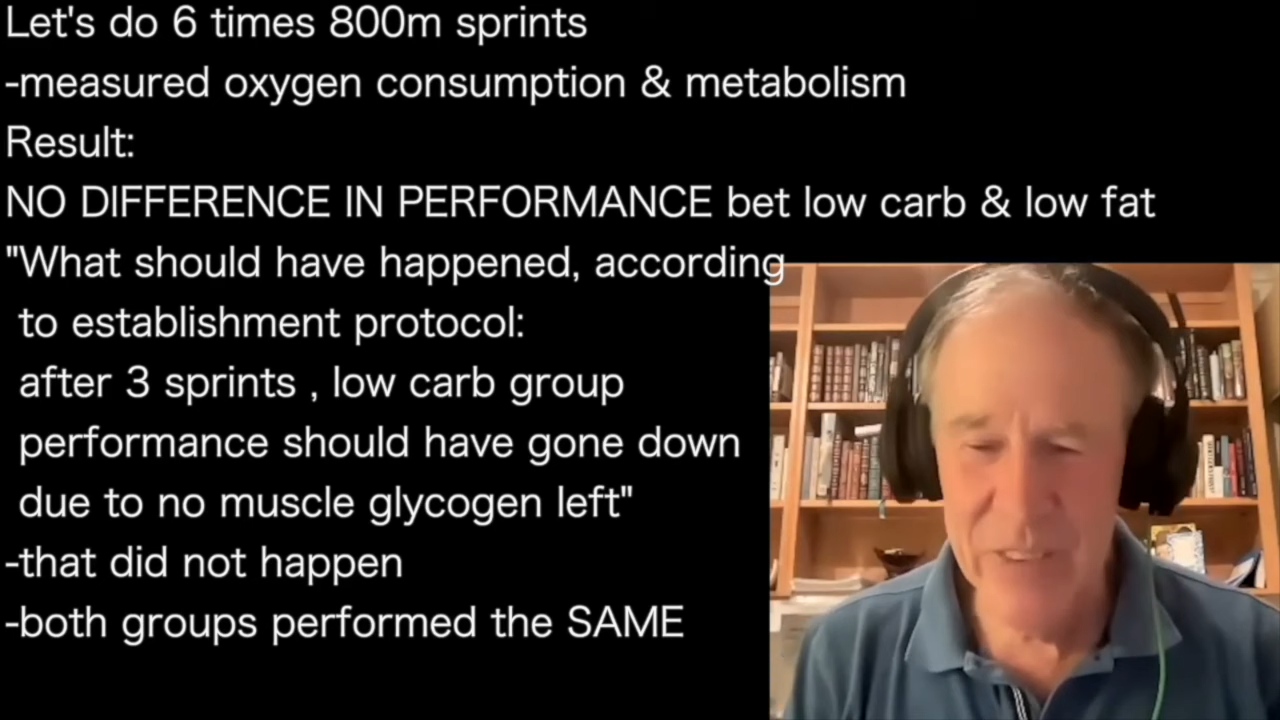 Let's do 6 times 800m sprints
-measured oxygen consumption & metabolism
Result:
NO DIFFERENCE IN PERFORMANCE bet low carb & low fat
"What should have happened, according
to establishment protocol:
after 3 sprints , low carb group
performance should have gone down
due to no muscle glycogen left"
-that did not happen
-both groups performed the SAME